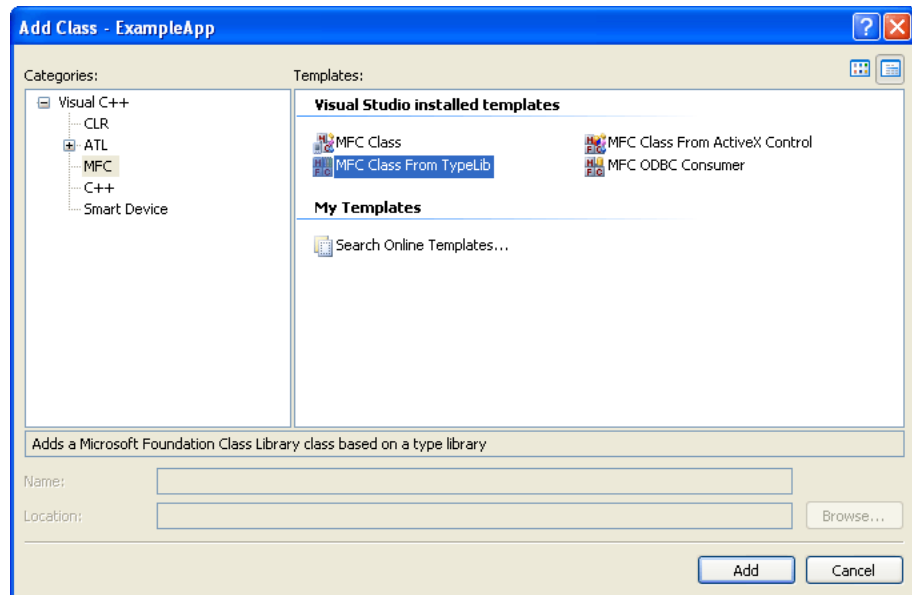 Add Class - ExampleApp
Categories:
Templates:
Visual C++
CLR
ATL
MFC
C++
Smart Device
Visual Studio installed templates
MFC Class
MFC Class From ActiveX Control
MFC Class From TypeLib
MFC ODBC Consumer
My Templates
Search Online Templates...
Adds a Microsoft Foundation Class Library class based on a type library
Name:
Location:
Browse...
Add
Cancel